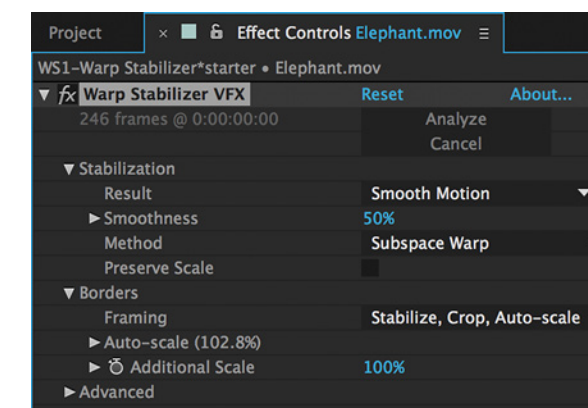 Project × Effect Controls Elephant.mov
WS1-Warp Stabilizer*starter • Elephant.mov
fx Warp Stabilizer VFX Reset About...
246 frames @ 0:00:00:00 Analyze
Cancel
Stabilization
Result Smooth Motion
Smoothness 50%
Method Subspace Warp
Preserve Scale
Borders
Framing Stabilize, Crop, Auto-scale
Auto-scale (102.8%)
Additional Scale 100%
Advanced